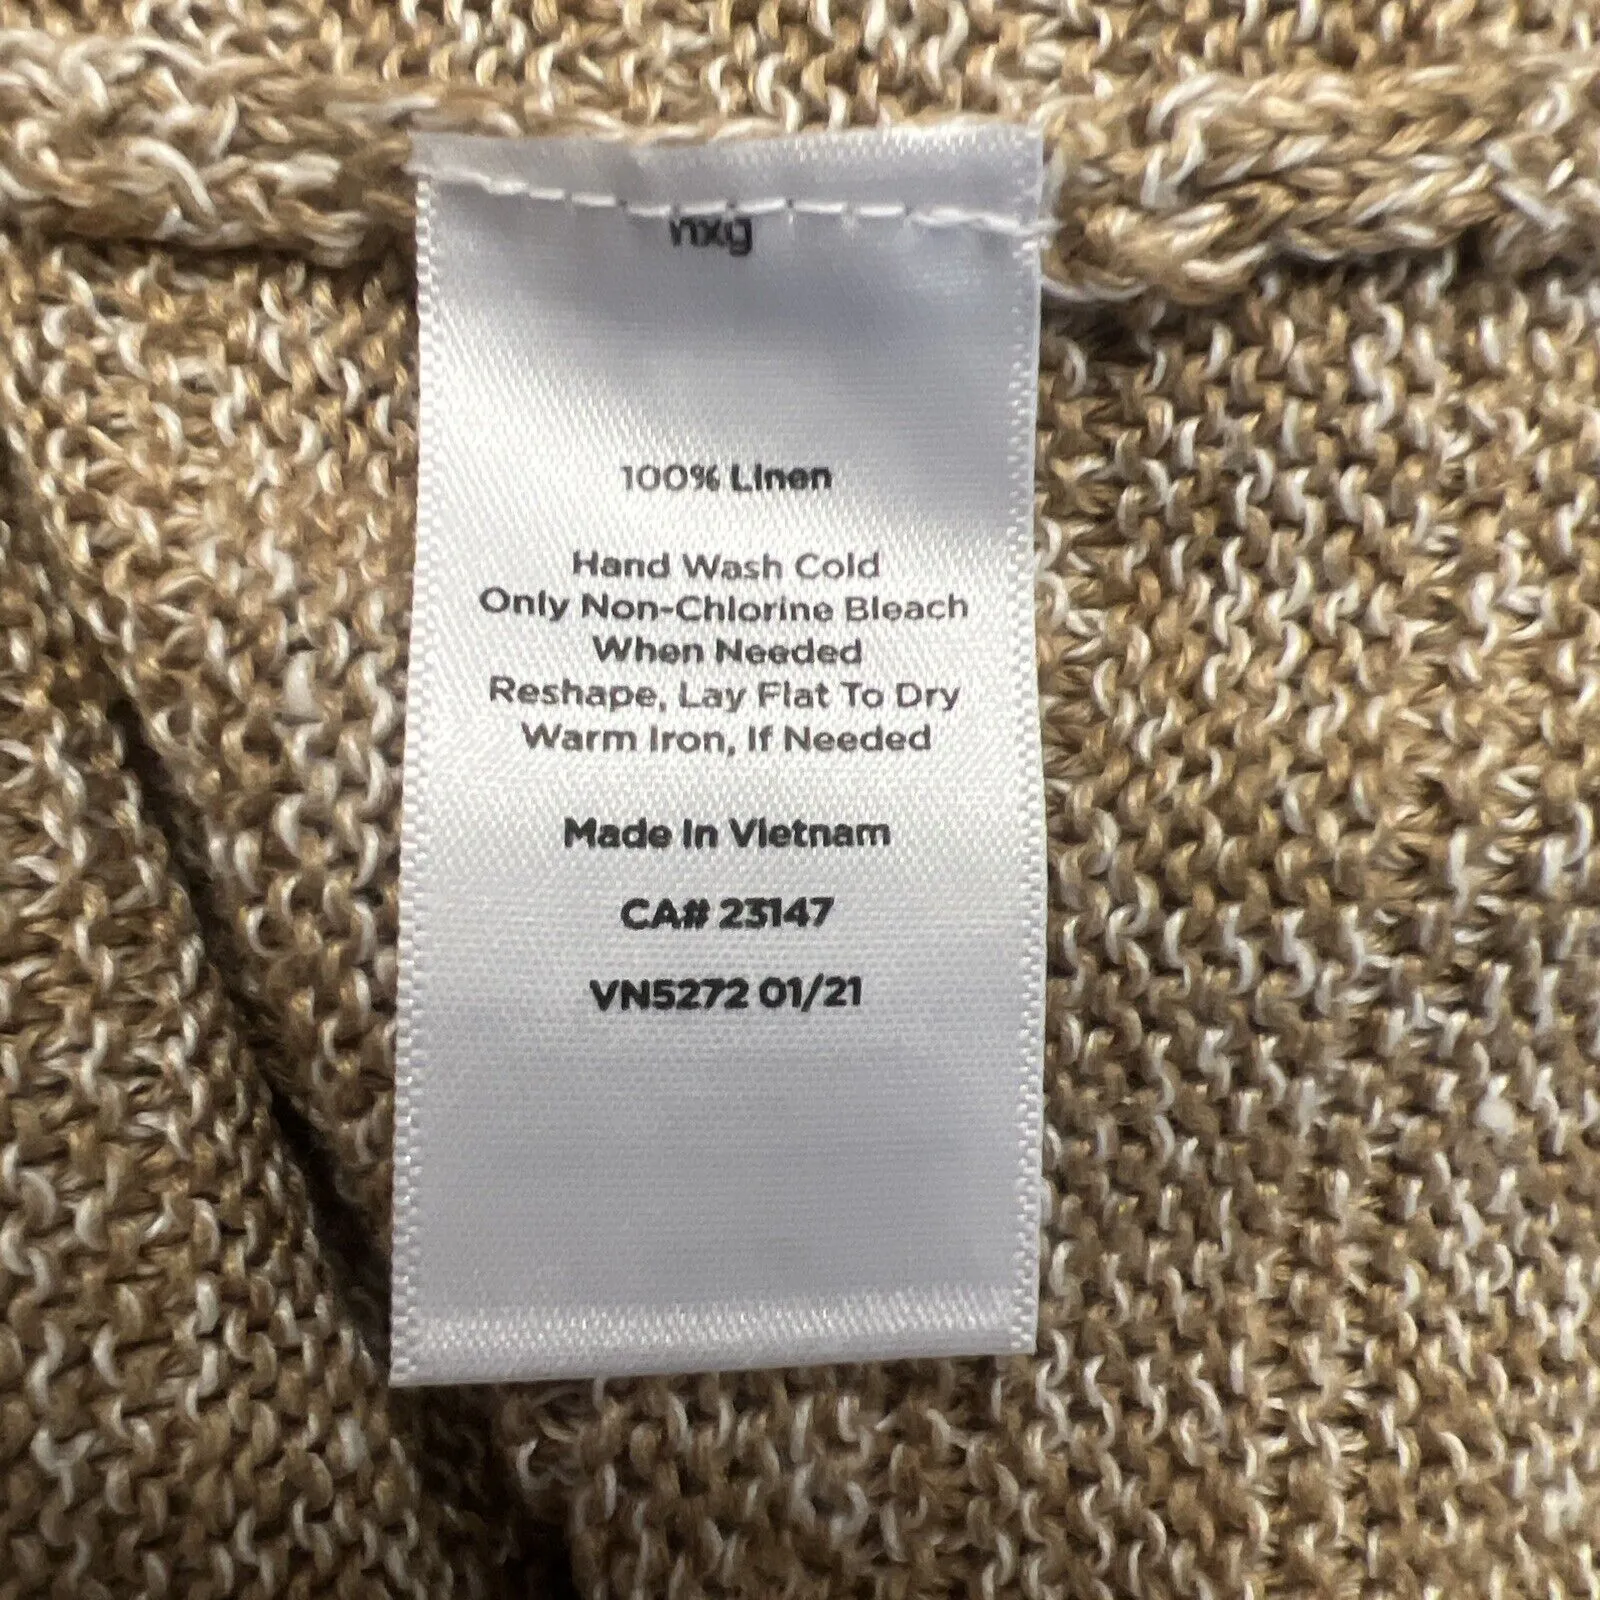 100% Linen
Hand Wash Cold
Only Non-Chlorine Bleach
When Needed
Reshape, Lay Flat To Dry
Warm Iron, If Needed
Made In Vietnam
CA# 23147
VN5272 01/21